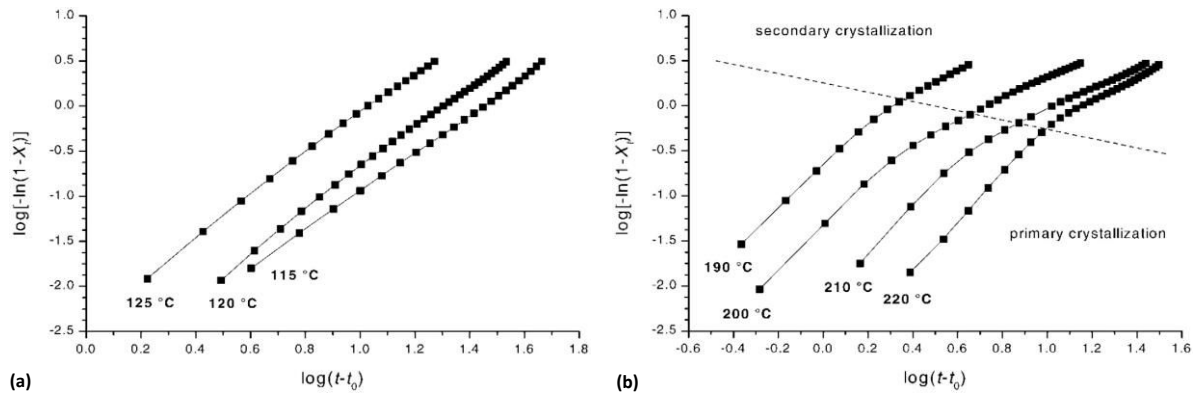 1.0
0.5
0.0
-0.5
-1.0
-1.5
-2.0
-2.5
log[-ln(1-Xₜ)]
125 °C
120 °C
115 °C
0.0 0.2 0.4 0.6 0.8 1.0 1.2 1.4 1.6 1.8
log(t-t₀)
(a)
1.0
0.5
0.0
-0.5
-1.0
-1.5
-2.0
-2.5
log[-ln(1-Xₜ)]
secondary crystallization
primary crystallization
190 °C
200 °C
210 °C
220 °C
-0.6 -0.4 -0.2 0.0 0.2 0.4 0.6 0.8 1.0 1.2 1.4 1.6
log(t-t₀)
(b)